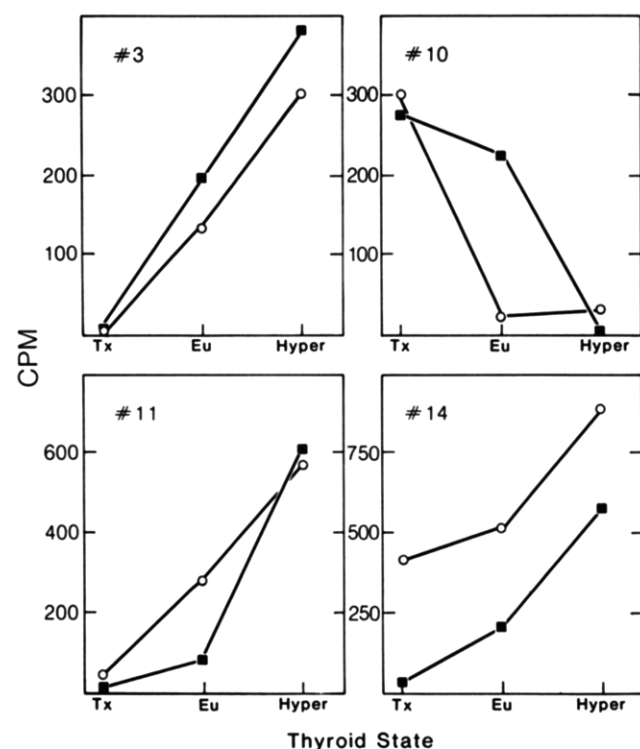 #3
#10
300
200
100
300
200
100
Tx
Eu
Hyper
Tx
Eu
Hyper
CPM
#11
#14
600
400
200
750
500
250
Tx
Eu
Hyper
Tx
Eu
Hyper
Thyroid State